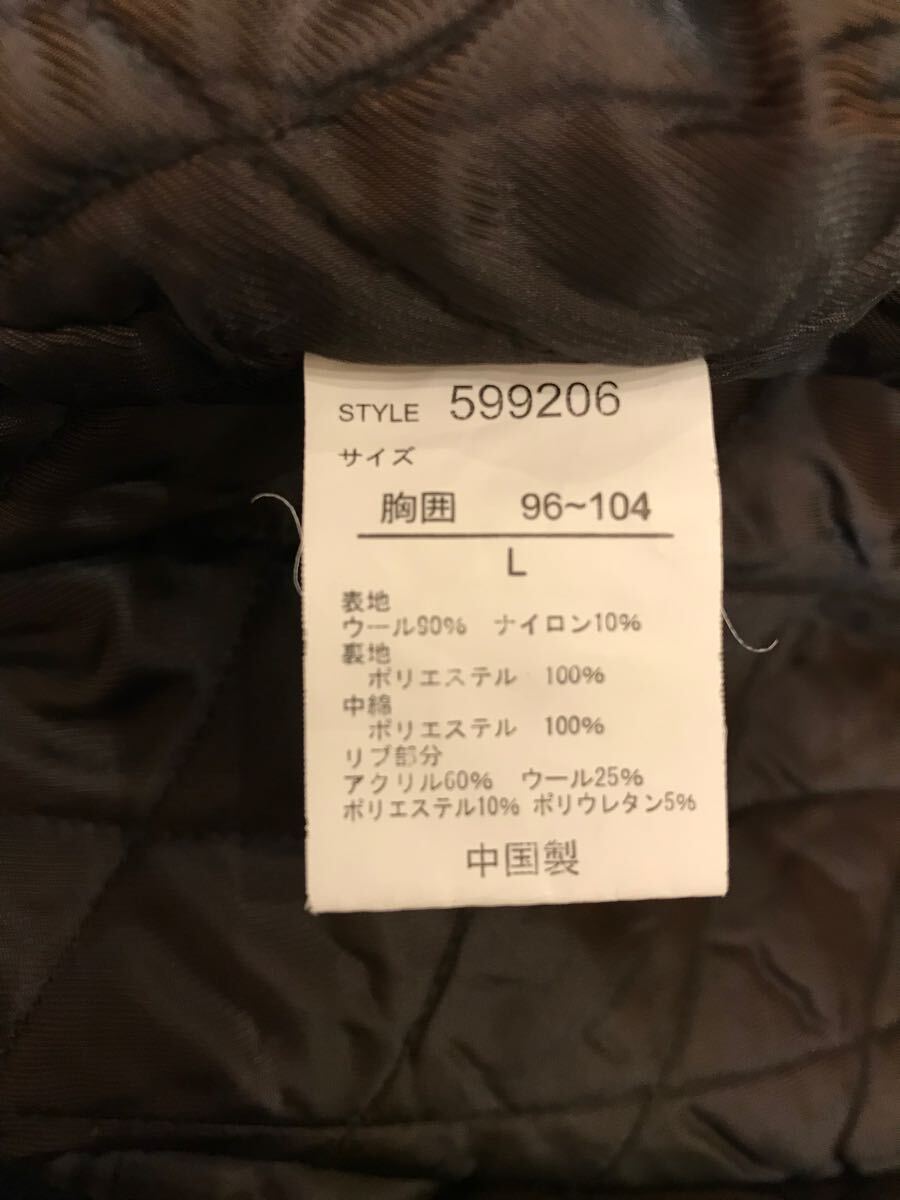 STYLE 599206
サイズ
胸囲 96~104
L
表地
ウール90% ナイロン10%
裏地
ポリエステル 100%
中綿
ポリエステル 100%
リブ部分
アクリル60% ウール25%
ポリエステル10% ポリウレタン5%
中国製